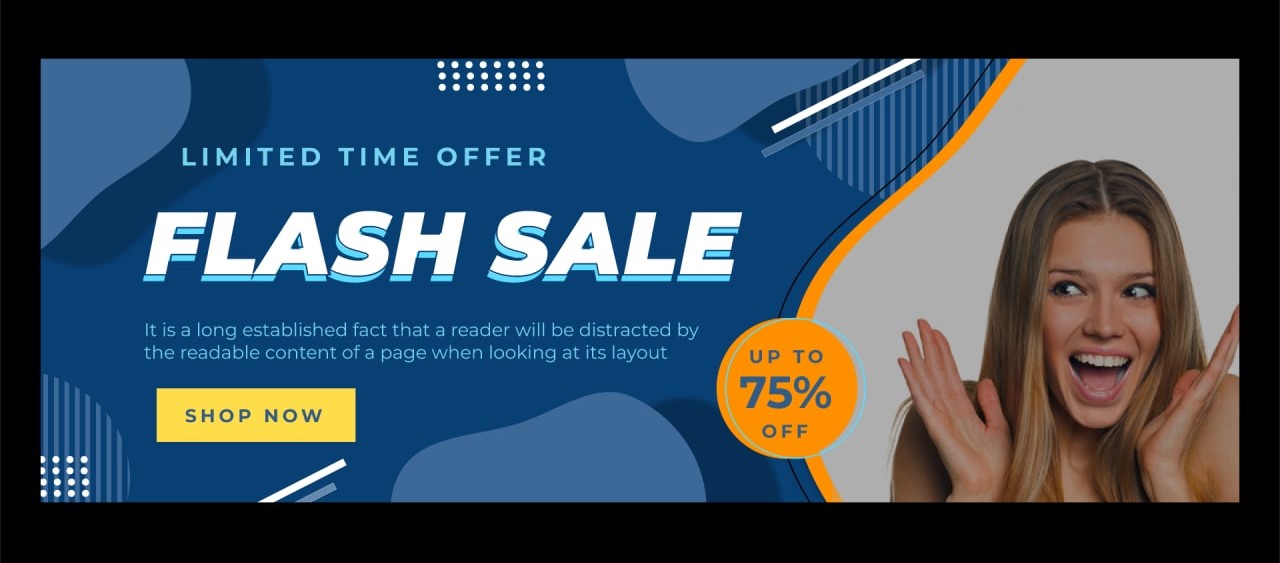 LIMITED TIME OFFER
FLASH SALE
It is a long established fact that a reader will be distracted by
the readable content of a page when looking at its layout
SHOP NOW
UP TO
75%
OFF